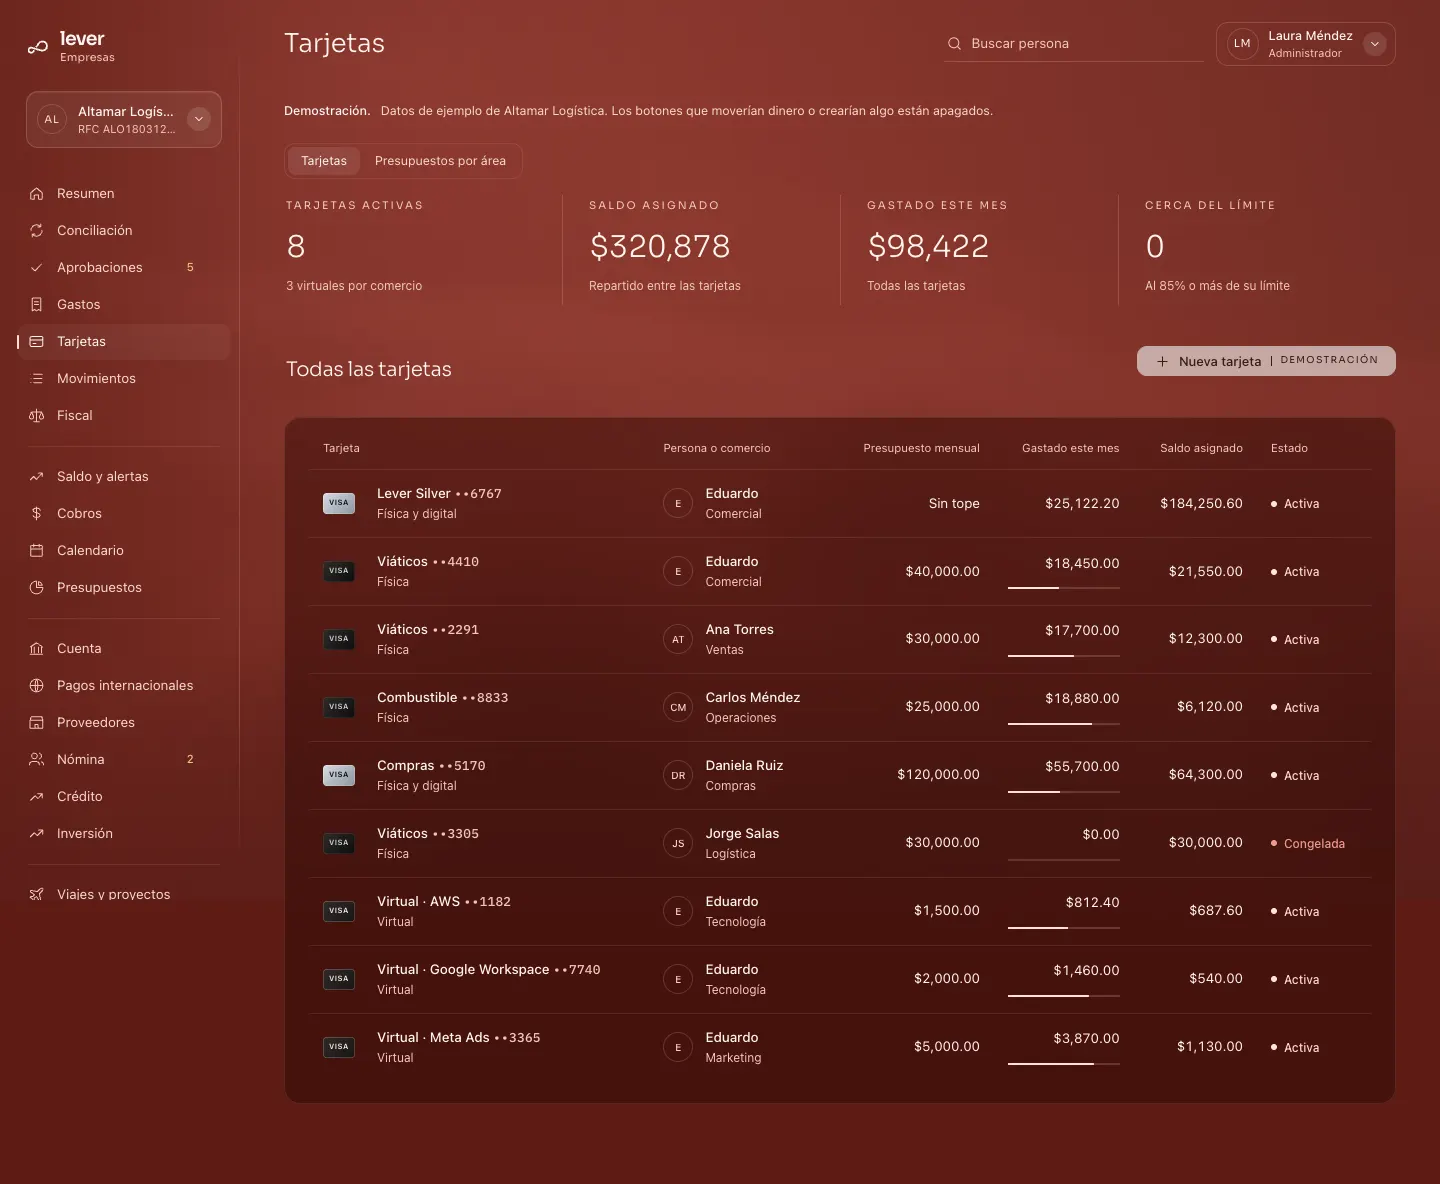 lever
Empresas
AL
Altamar Logís...
RFC ALO180312...
Resumen
Conciliación
Aprobaciones 5
Gastos
Tarjetas
Movimientos
Fiscal
Saldo y alertas
Cobros
Calendario
Presupuestos
Cuenta
Pagos internacionales
Proveedores
Nómina 2
Crédito
Inversión
Viajes y proyectos
Tarjetas
Buscar persona
LM
Laura Méndez
Administrador
Demostración. Datos de ejemplo de Altamar Logística. Los botones que moverían dinero o crearían algo están apagados.
Tarjetas Presupuestos por área
TARJETAS ACTIVAS
8
3 virtuales por comercio
SALDO ASIGNADO
$320,878
Repartido entre las tarjetas
GASTADO ESTE MES
$98,422
Todas las tarjetas
CERCA DEL LÍMITE
0
Al 85% o más de su límite
Todas las tarjetas
+ Nueva tarjeta | DEMOSTRACIÓN
Tarjeta Persona o comercio Presupuesto mensual Gastado este mes Saldo asignado Estado
VISA Lever Silver ••6767 E Eduardo Sin tope $25,122.20 $184,250.60 Activa
Física y digital Comercial
VISA Viáticos ••4410 E Eduardo $40,000.00 $18,450.00 $21,550.00 Activa
Física Comercial
VISA Viáticos ••2291 AT Ana Torres $30,000.00 $17,700.00 $12,300.00 Activa
Física Ventas
VISA Combustible ••8833 CM Carlos Méndez $25,000.00 $18,880.00 $6,120.00 Activa
Física Operaciones
VISA Compras ••5170 DR Daniela Ruiz $120,000.00 $55,700.00 $64,300.00 Activa
Física y digital Compras
VISA Viáticos ••3305 JS Jorge Salas $30,000.00 $0.00 $30,000.00 Congelada
Física Logística
VISA Virtual · AWS ••1182 E Eduardo $1,500.00 $812.40 $687.60 Activa
Virtual Tecnología
VISA Virtual · Google Workspace ••7740 E Eduardo $2,000.00 $1,460.00 $540.00 Activa
Virtual Tecnología
VISA Virtual · Meta Ads ••3365 E Eduardo $5,000.00 $3,870.00 $1,130.00 Activa
Virtual Marketing